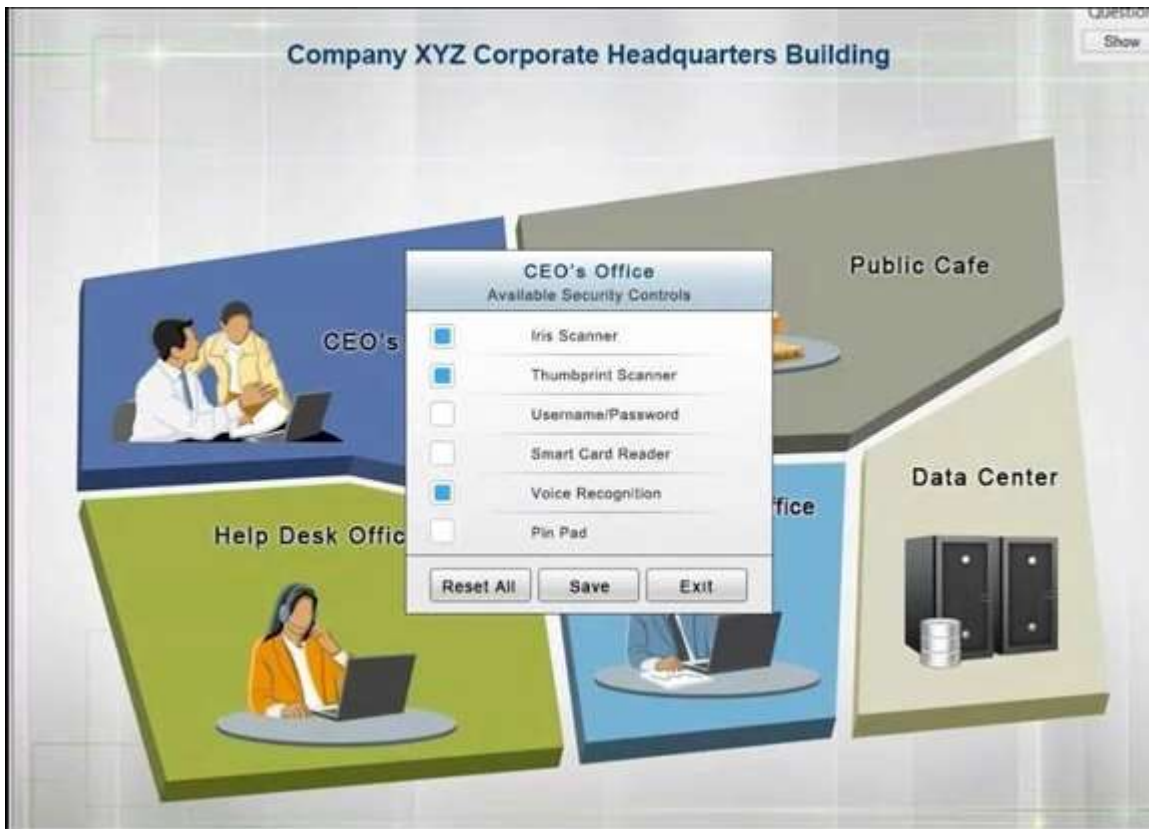 Question
Show
Company XYZ Corporate Headquarters Building
Public Cafe
CEO's Office
Available Security Controls
CEO's
Iris Scanner
Thumbprint Scanner
Username/Password
Smart Card Reader
Voice Recognition
Pin Pad
Reset All
Save
Exit
Data Center
Help Desk Offic
ffice